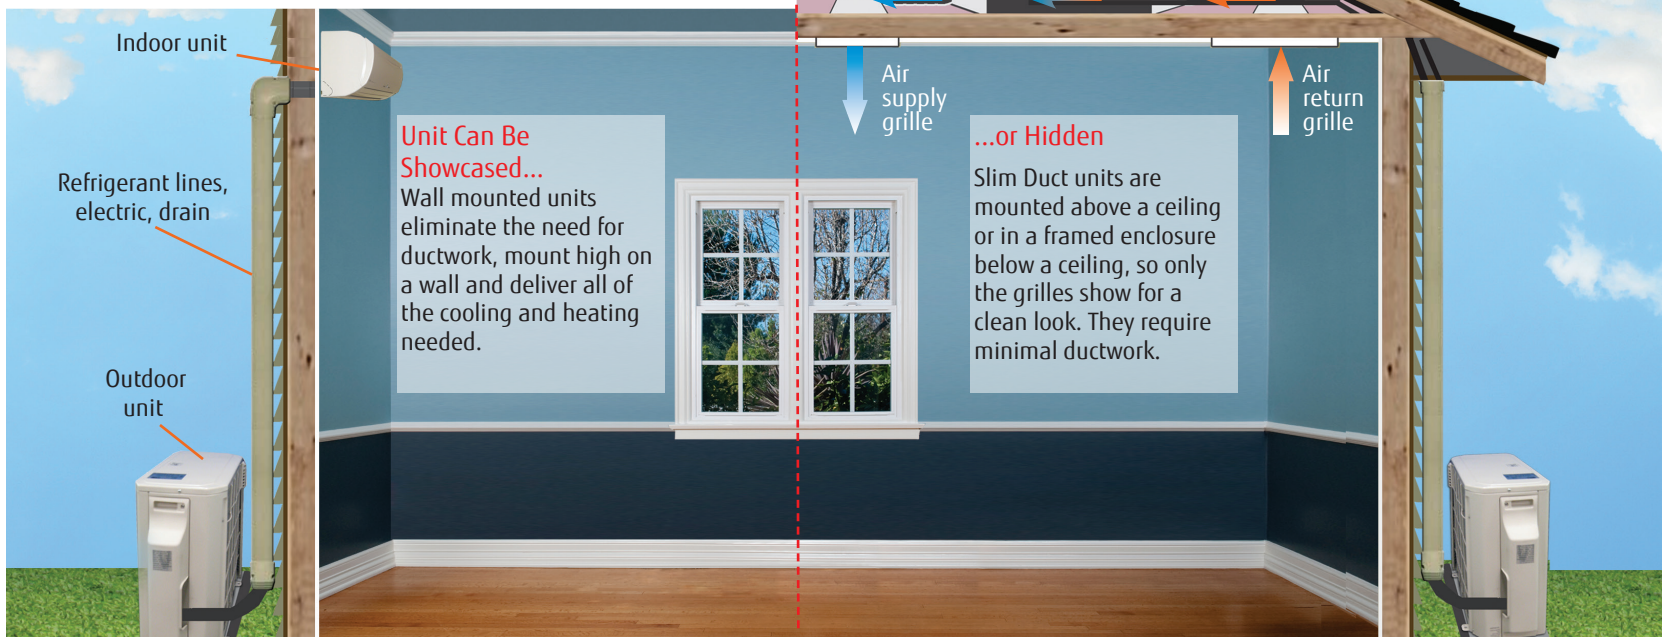 Indoor unit
Refrigerant lines,
electric, drain
Outdoor
unit
Unit Can Be
Showcased...
Wall mounted units
eliminate the need for
ductwork, mount high on
a wall and deliver all of
the cooling and heating
needed.
Air
supply
grille
...or Hidden
Slim Duct units are
mounted above a ceiling
or in a framed enclosure
below a ceiling, so only
the grilles show for a
clean look. They require
minimal ductwork.
Air
return
grille